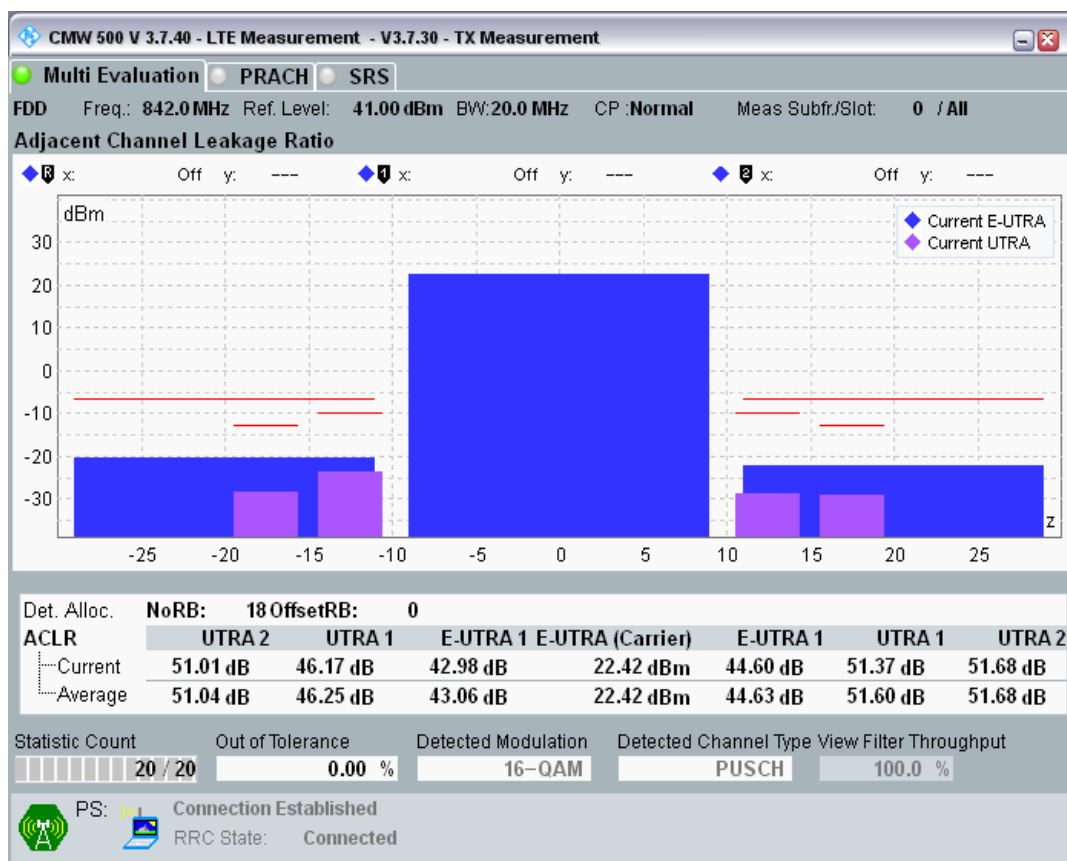 CMW 500 V 3.7.40 - LTE Measurement - V3.7.30 - TX Measurement
Multi Evaluation PRACH SRS
FDD Freq.: 842.0 MHz Ref. Level: 41.00 dBm BW:20.0 MHz CP :Normal Meas Subfr./Slot: 0 / All
Adjacent Channel Leakage Ratio
R x: Off y: --- 1 x: Off y: --- 2 x: Off y: ---
dBm
Current E-UTRA
Current UTRA
30
20
10
0
-10
-20
-30
z
-25 -20 -15 -10 -5 0 5 10 15 20 25
Det. Alloc. NoRB: 18 OffsetRB: 0
ACLR UTRA 2 UTRA 1 E-UTRA 1 E-UTRA (Carrier) E-UTRA 1 UTRA 1 UTRA 2
Current 51.01 dB 46.17 dB 42.98 dB 22.42 dBm 44.60 dB 51.37 dB 51.68 dB
Average 51.04 dB 46.25 dB 43.06 dB 22.42 dBm 44.63 dB 51.60 dB 51.68 dB
Statistic Count Out of Tolerance Detected Modulation Detected Channel Type View Filter Throughput
20 / 20 0.00 % 16-QAM PUSCH 100.0 %
PS: Connection Established
RRC State: Connected